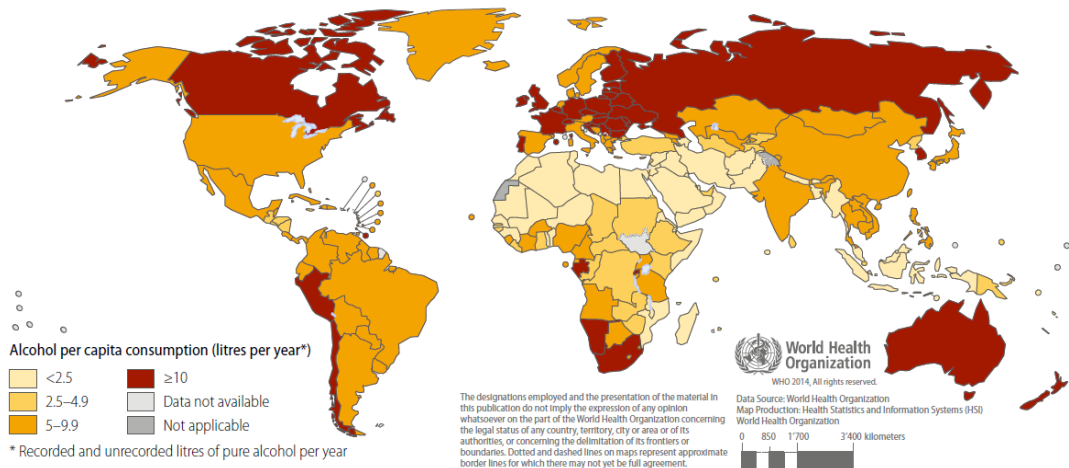 Alcohol per capita consumption (litres per year*)
<2.5
2.5–4.9
5–9.9
≥10
Data not available
Not applicable
* Recorded and unrecorded litres of pure alcohol per year
The designations employed and the presentation of the material in
this publication do not imply the expression of any opinion
whatsoever on the part of the World Health Organization concerning
the legal status of any country, territory, city or area or of its
authorities, or concerning the delimitation of its frontiers or
boundaries. Dotted and dashed lines on maps represent approximate
border lines for which there may not yet be full agreement.
World Health
Organization
WHO 2014, All rights reserved.
Data Source: World Health Organization
Map Production: Health Statistics and Information Systems (HSI)
World Health Organization
0 850 1'700 3'400 kilometers